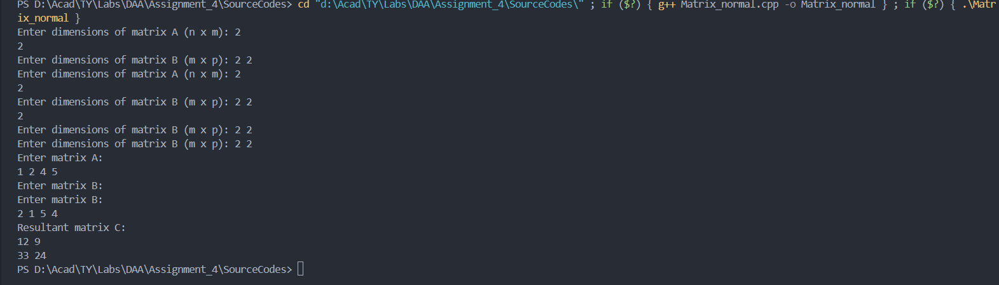 PS D:\Acad\TY\Labs\DAA\Assignment_4\SourceCodes> cd "d:\Acad\TY\Labs\DAA\Assignment_4\SourceCodes\" ; if ($?) { g++ Matrix_normal.cpp -o Matrix_normal } ; if ($?) { .\Matr
ix_normal }
Enter dimensions of matrix A (n x m): 2
2
Enter dimensions of matrix B (m x p): 2 2
Enter dimensions of matrix A (n x m): 2
2
Enter dimensions of matrix B (m x p): 2 2
2
Enter dimensions of matrix B (m x p): 2 2
Enter dimensions of matrix B (m x p): 2 2
Enter matrix A:
1 2 4 5
Enter matrix B:
Enter matrix B:
2 1 5 4
Resultant matrix C:
12 9
33 24
PS D:\Acad\TY\Labs\DAA\Assignment_4\SourceCodes>